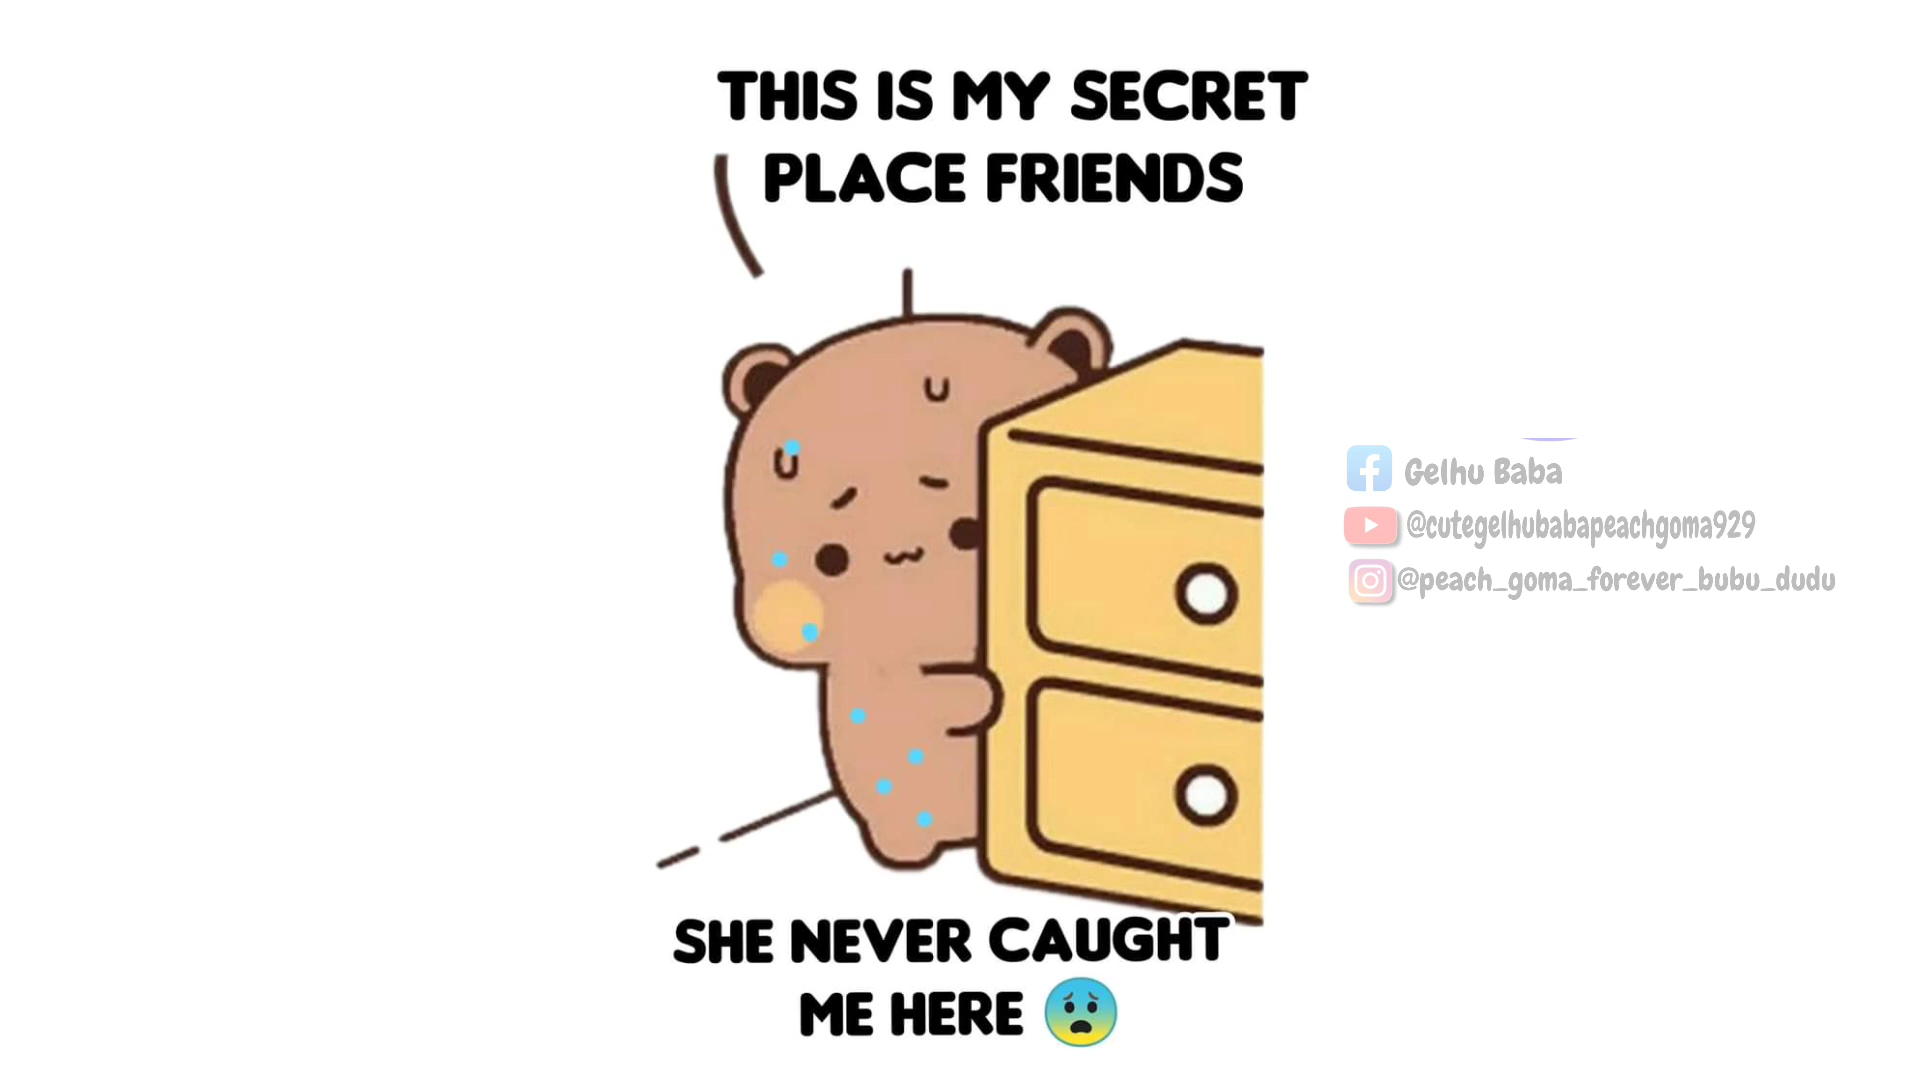 THIS IS MY SECRET
PLACE FRIENDS
Gelhu Baba
@cutegelhubabapeachgoma929
@peach_goma_forever_bubu_dudu
SHE NEVER CAUGHT
ME HERE 😨